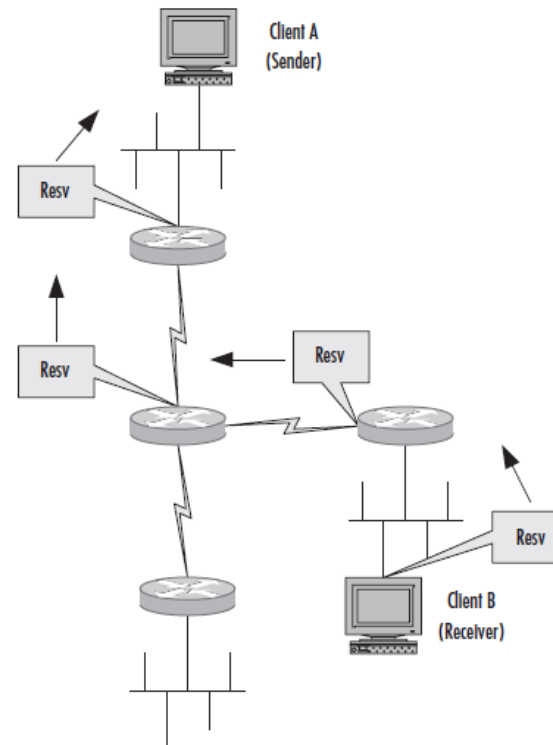 Client A
(Sender)
Resv
Resv
Resv
Resv
Client B
(Receiver)